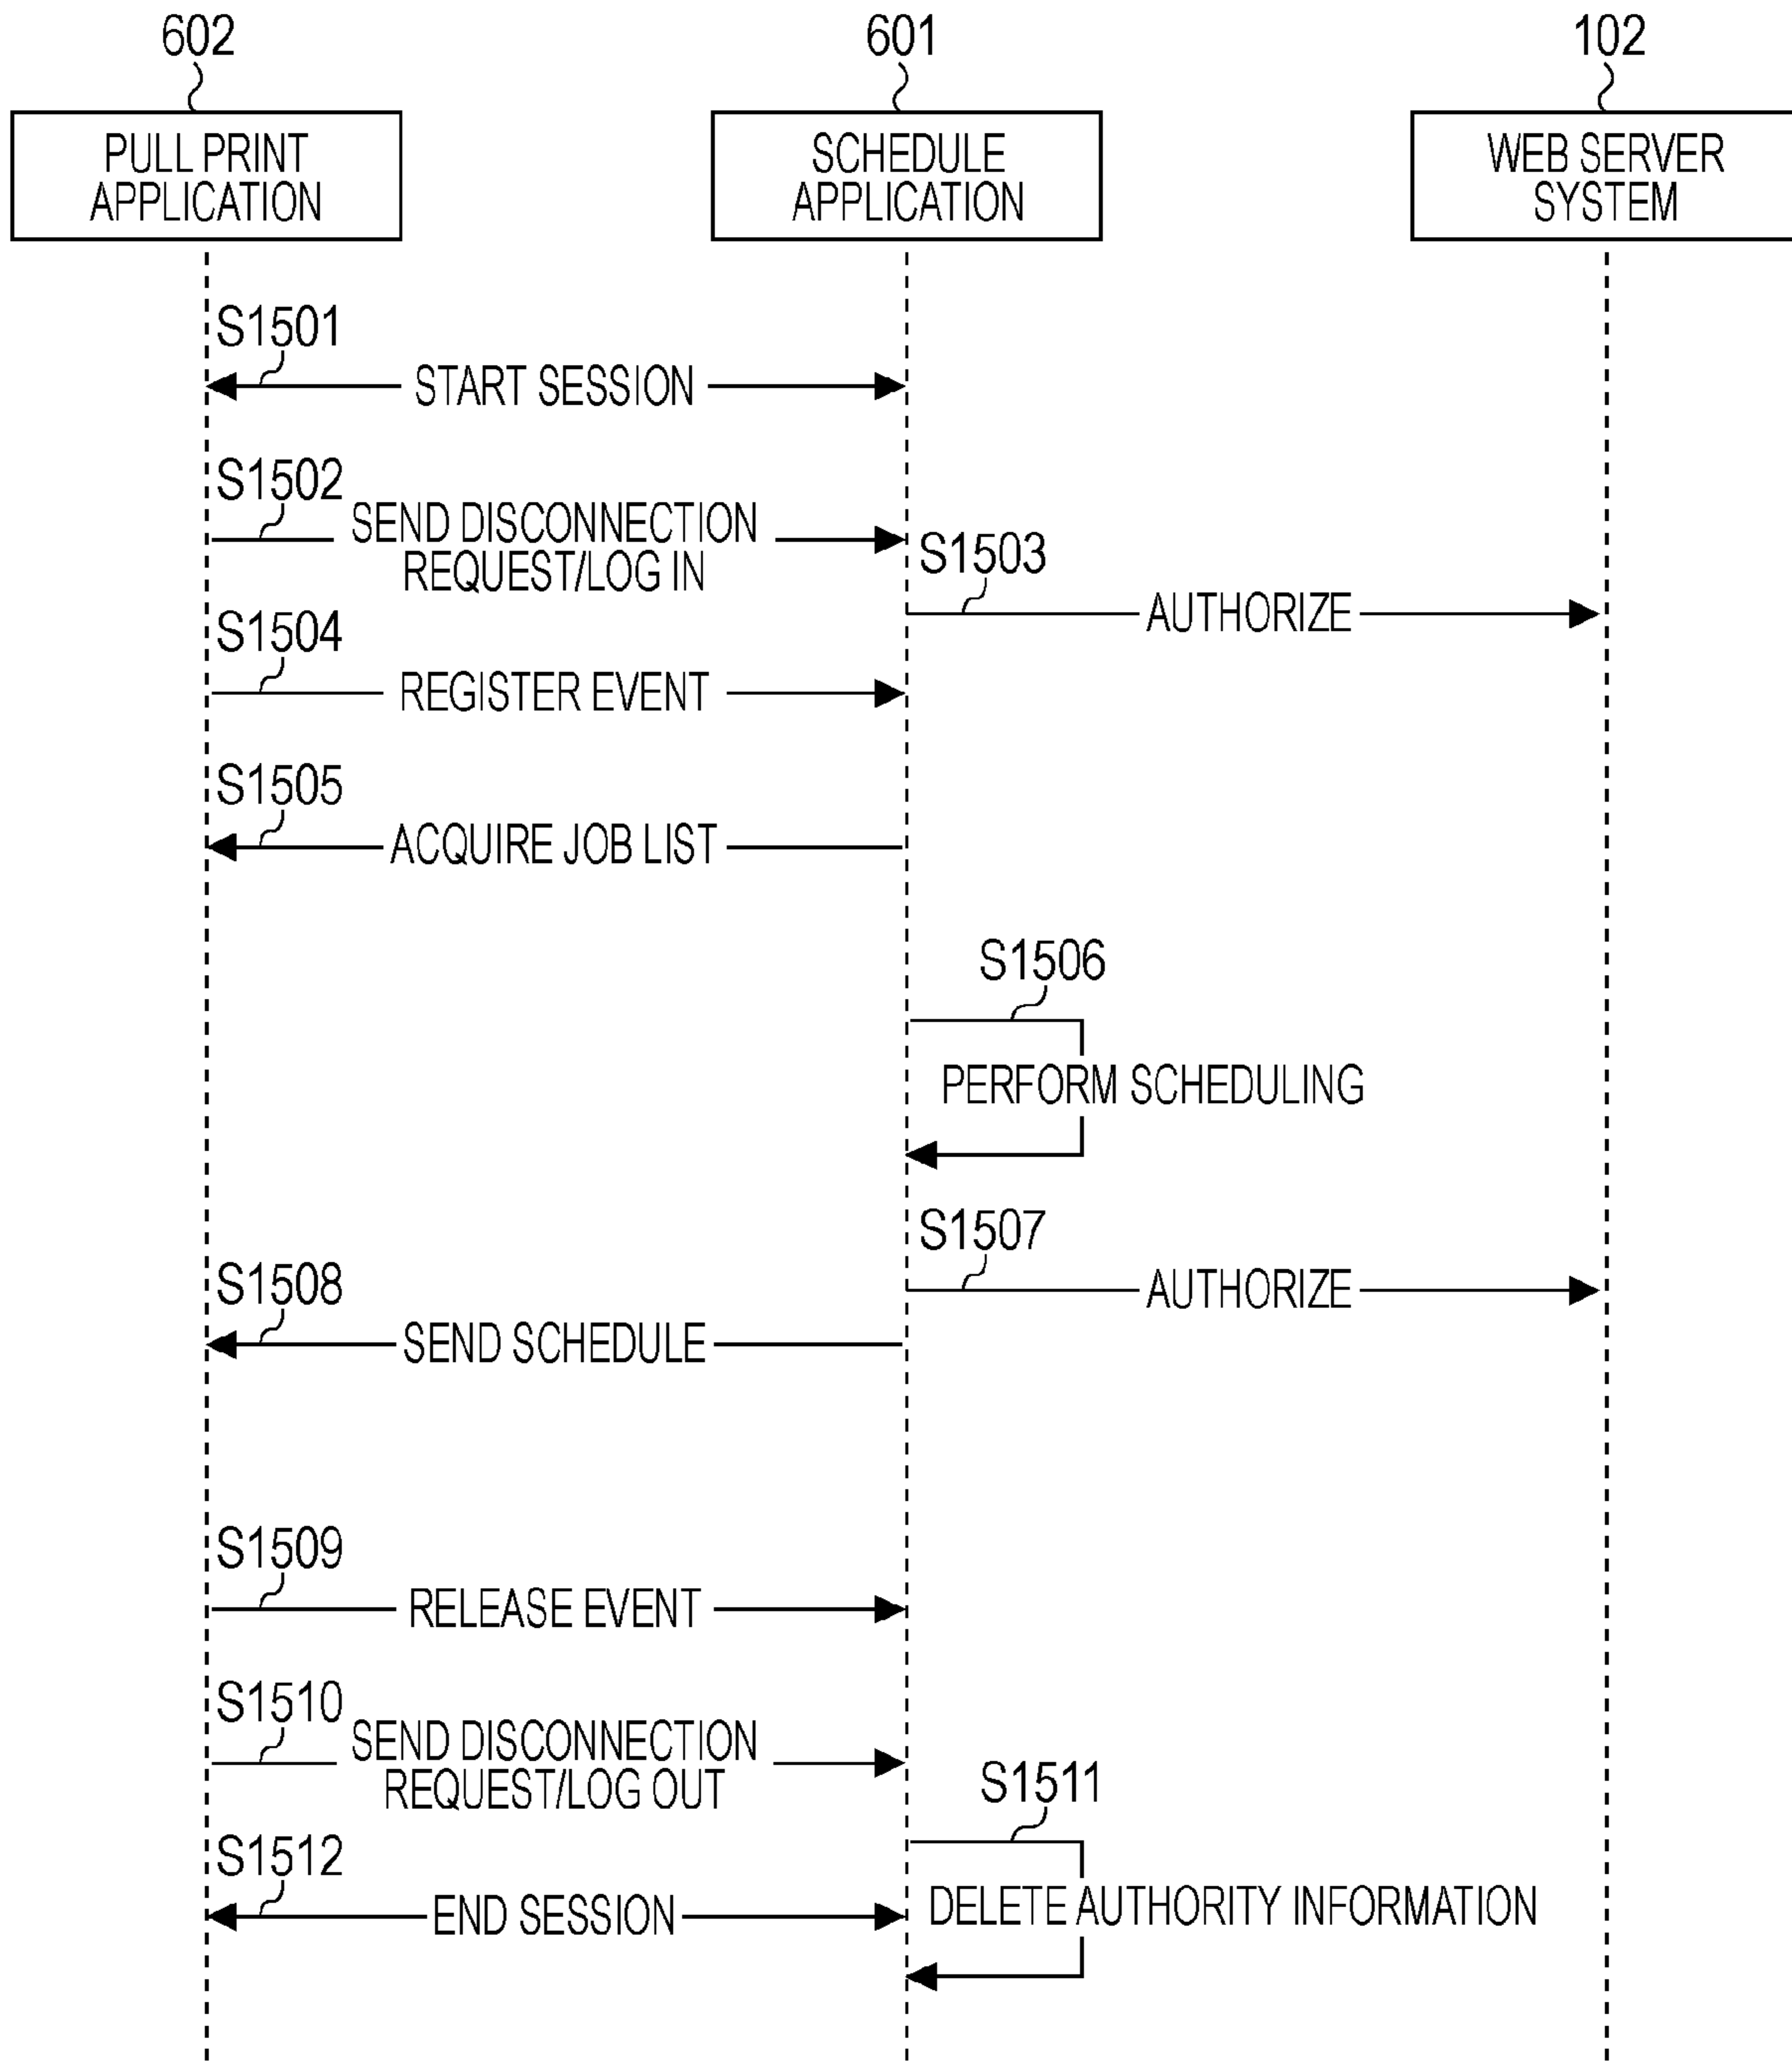 602
601
102
PULL PRINT
APPLICATION
SCHEDULE
APPLICATION
WEB SERVER
SYSTEM
S1501
START SESSION
S1502
SEND DISCONNECTION
REQUEST/LOG IN
S1503
AUTHORIZE
S1504
REGISTER EVENT
S1505
ACQUIRE JOB LIST
S1506
PERFORM SCHEDULING
S1507
AUTHORIZE
S1508
SEND SCHEDULE
S1509
RELEASE EVENT
S1510
SEND DISCONNECTION
REQUEST/LOG OUT
S1511
DELETE AUTHORITY INFORMATION
S1512
END SESSION